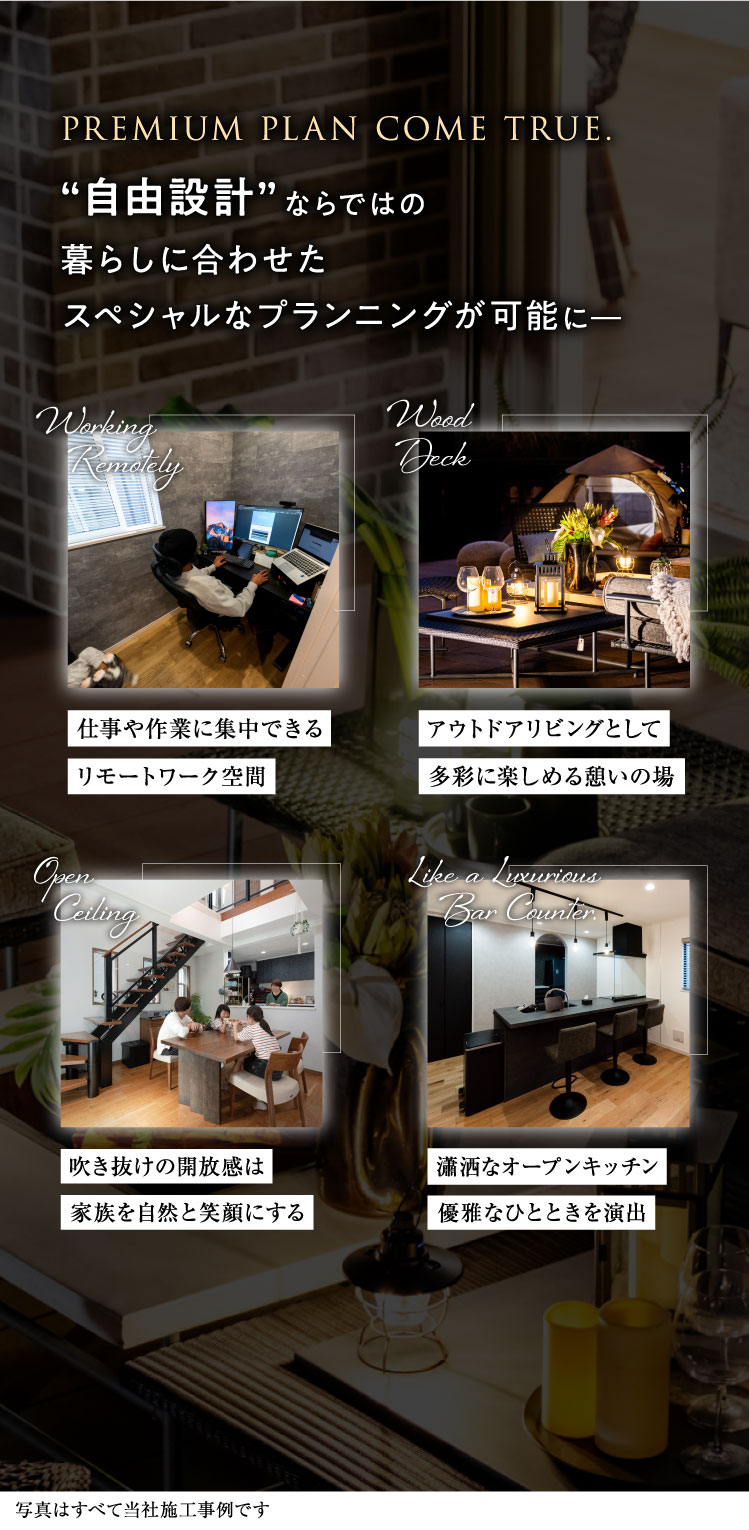 PREMIUM PLAN COME TRUE.
“自由設計”ならではの
暮らしに合わせた
スペシャルなプランニングが可能に―
Working
Remotely
仕事や作業に集中できる
リモートワーク空間
Wood
Deck
アウトドアリビングとして
多彩に楽しめる憩いの場
Open
Ceiling
吹き抜けの開放感は
家族を自然と笑顔にする
Like a Luxurious
Bar Counter.
瀟洒なオープンキッチン
優雅なひとときを演出
写真はすべて当社施工事例です